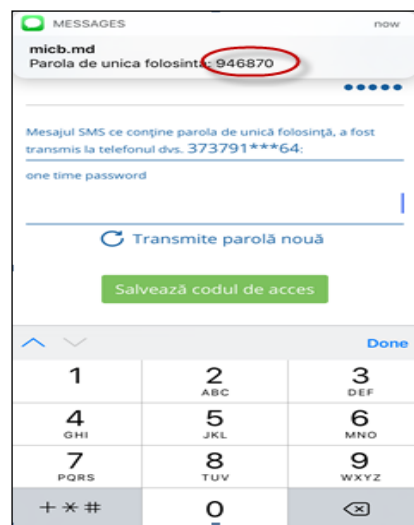 MESSAGES now
micb.md
Parola de unica folosinta: 946870
Mesajul SMS ce conține parola de unică folosință, a fost
transmis la telefonul dvs. 373791***64:
one time password
Transmite parolă nouă
Salvează codul de acces
Done
1 2 3
ABC DEF
4 5 6
GHI JKL MNO
7 8 9
PQRS TUV WXYZ
+*# 0